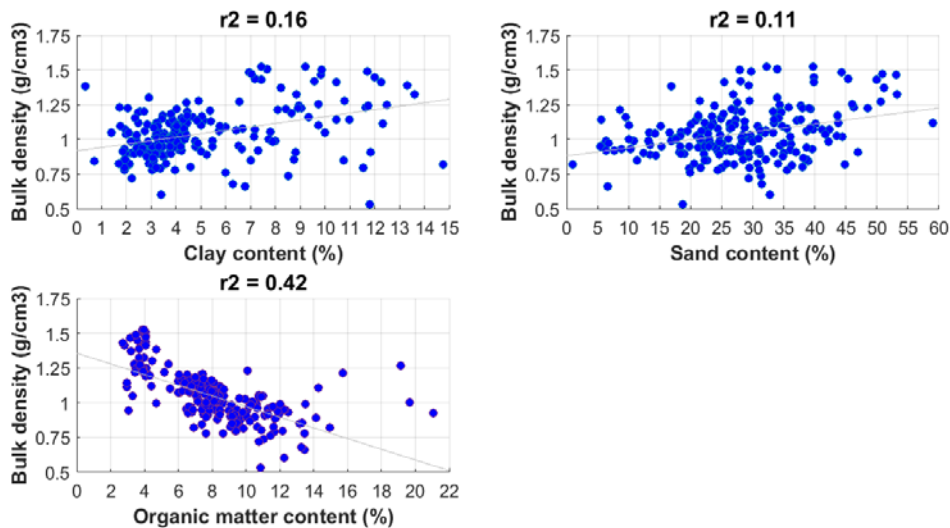 r2 = 0.16
Bulk density (g/cm3)
1.75
1.5
1.25
1
0.75
0.5
0 1 2 3 4 5 6 7 8 9 10 11 12 13 14 15
Clay content (%)
r2 = 0.11
Bulk density (g/cm3)
1.75
1.5
1.25
1
0.75
0.5
0 5 10 15 20 25 30 35 40 45 50 55 60
Sand content (%)
r2 = 0.42
Bulk density (g/cm3)
1.75
1.5
1.25
1
0.75
0.5
0 2 4 6 8 10 12 14 16 18 20 22
Organic matter content (%)